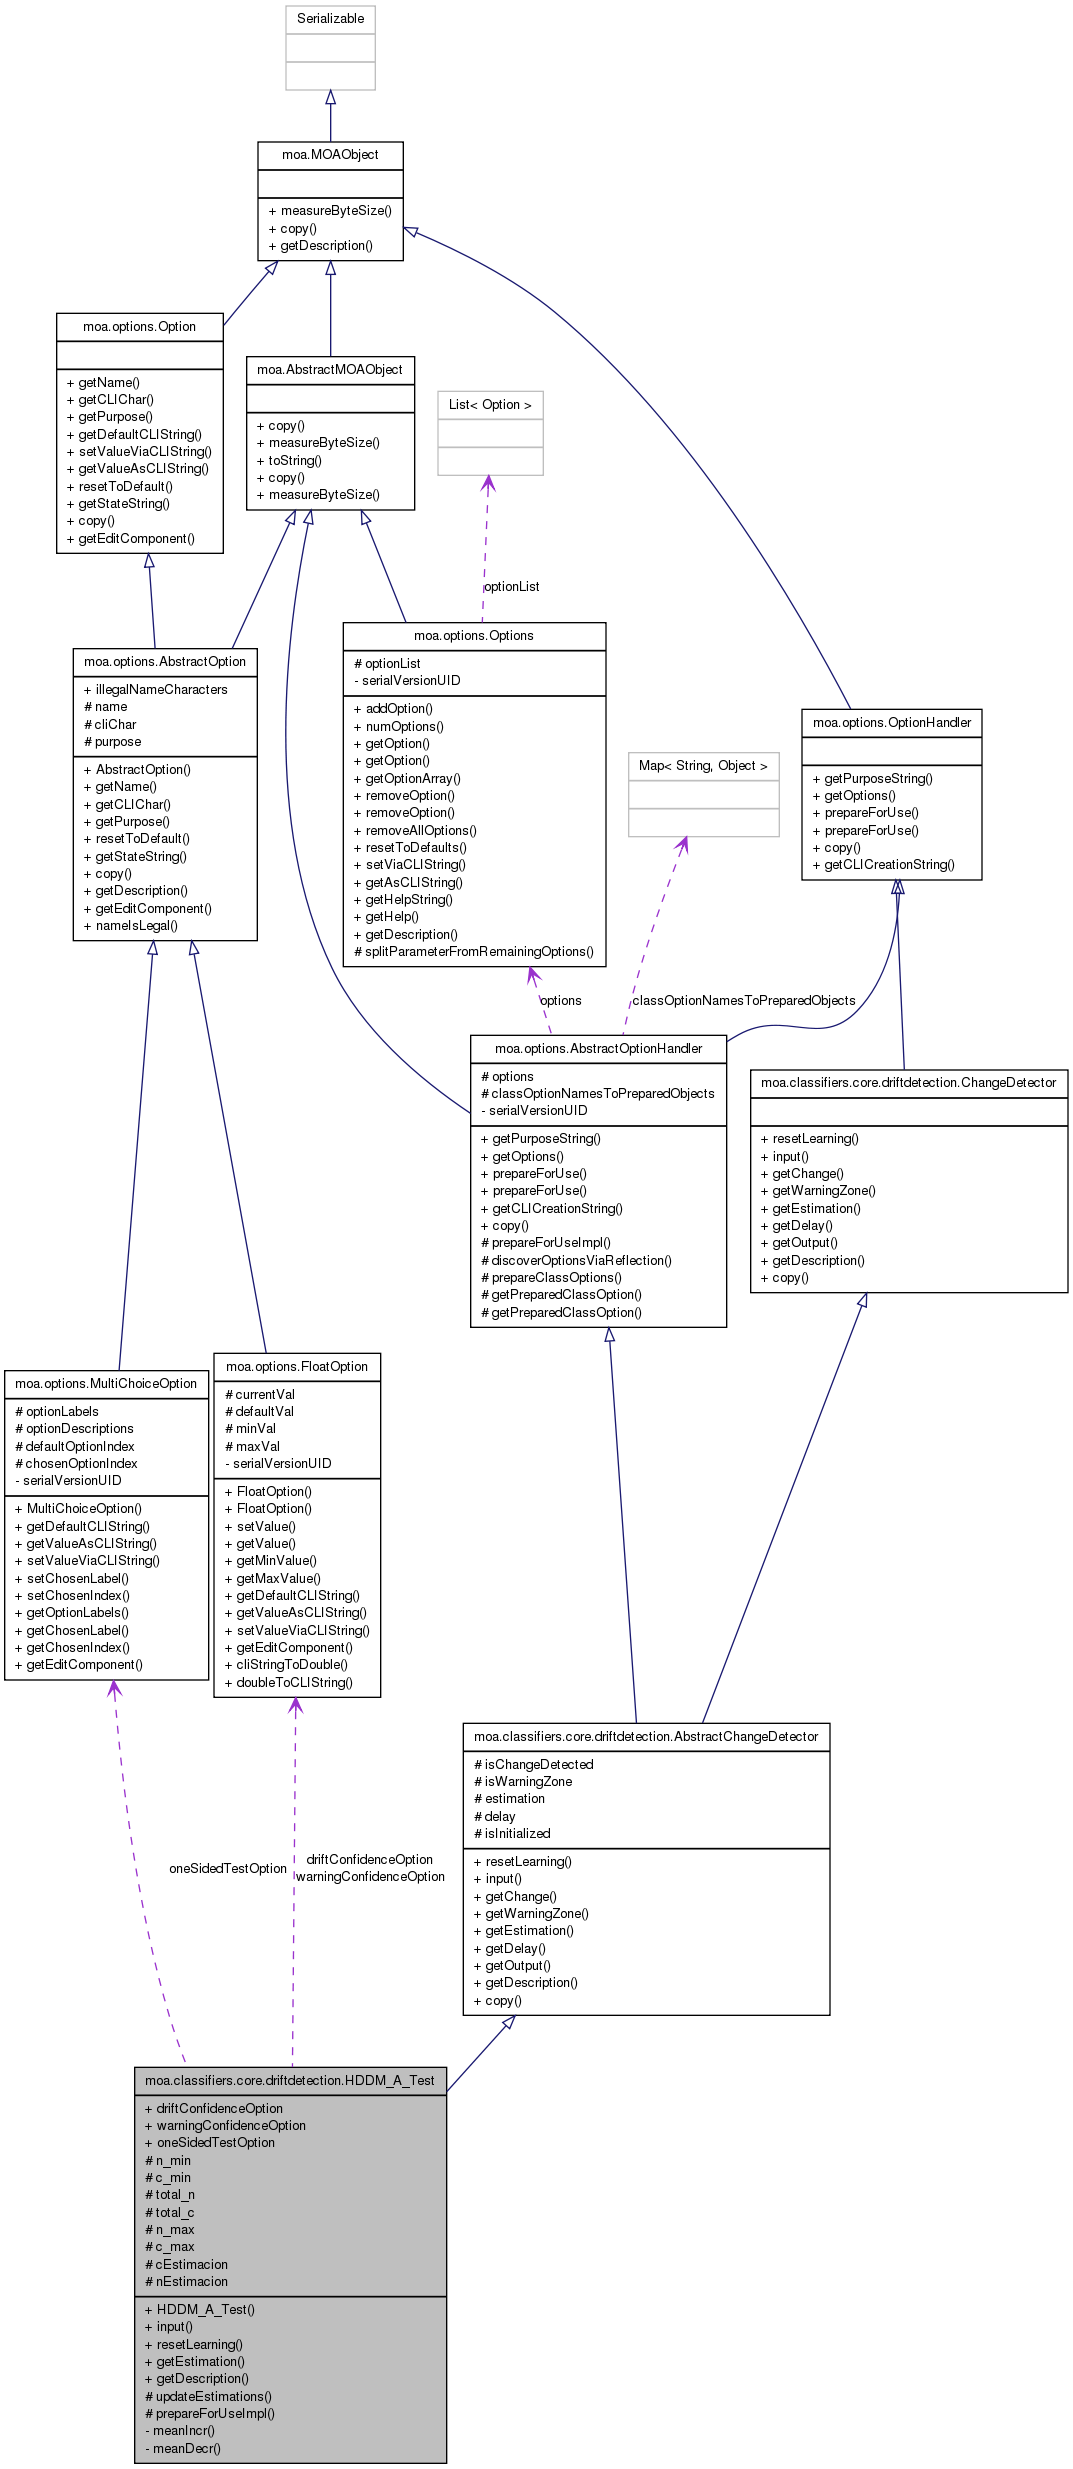 Serializable
moa.MOAObject
+ measureByteSize()
+ copy()
+ getDescription()
moa.options.Option
+ getName()
+ getCLIChar()
+ getPurpose()
+ getDefaultCLIString()
+ setValueViaCLIString()
+ getValueAsCLIString()
+ resetToDefault()
+ getStateString()
+ copy()
+ getEditComponent()
moa.AbstractMOAObject
+ copy()
+ measureByteSize()
+ toString()
+ copy()
+ measureByteSize()
List< Option >
optionList
moa.options.AbstractOption
+ illegalNameCharacters
# name
# cliChar
# purpose
+ AbstractOption()
+ getName()
+ getCLIChar()
+ getPurpose()
+ resetToDefault()
+ getStateString()
+ copy()
+ getDescription()
+ getEditComponent()
+ nameIsLegal()
moa.options.Options
# optionList
- serialVersionUID
+ addOption()
+ numOptions()
+ getOption()
+ getOption()
+ getOptionArray()
+ removeOption()
+ removeOption()
+ removeAllOptions()
+ resetToDefaults()
+ setViaCLIString()
+ getAsCLIString()
+ getHelpString()
+ getHelp()
+ getDescription()
# splitParameterFromRemainingOptions()
Map< String, Object >
moa.options.OptionHandler
+ getPurposeString()
+ getOptions()
+ prepareForUse()
+ prepareForUse()
+ copy()
+ getCLICreationString()
options
classOptionNamesToPreparedObjects
moa.options.AbstractOptionHandler
# options
# classOptionNamesToPreparedObjects
- serialVersionUID
+ getPurposeString()
+ getOptions()
+ prepareForUse()
+ prepareForUse()
+ getCLICreationString()
+ copy()
# prepareForUseImpl()
# discoverOptionsViaReflection()
# prepareClassOptions()
# getPreparedClassOption()
# getPreparedClassOption()
moa.classifiers.core.driftdetection.ChangeDetector
+ resetLearning()
+ input()
+ getChange()
+ getWarningZone()
+ getEstimation()
+ getDelay()
+ getOutput()
+ getDescription()
+ copy()
moa.options.MultiChoiceOption
# optionLabels
# optionDescriptions
# defaultOptionIndex
# chosenOptionIndex
- serialVersionUID
+ MultiChoiceOption()
+ getDefaultCLIString()
+ getValueAsCLIString()
+ setValueViaCLIString()
+ setChosenLabel()
+ setChosenIndex()
+ getOptionLabels()
+ getChosenLabel()
+ getChosenIndex()
+ getEditComponent()
moa.options.FloatOption
# currentVal
# defaultVal
# minVal
# maxVal
- serialVersionUID
+ FloatOption()
+ FloatOption()
+ setValue()
+ getValue()
+ getMinValue()
+ getMaxValue()
+ getDefaultCLIString()
+ getValueAsCLIString()
+ setValueViaCLIString()
+ getEditComponent()
+ cliStringToDouble()
+ doubleToCLIString()
moa.classifiers.core.driftdetection.AbstractChangeDetector
# isChangeDetected
# isWarningZone
# estimation
# delay
# isInitialized
+ resetLearning()
+ input()
+ getChange()
+ getWarningZone()
+ getEstimation()
+ getDelay()
+ getOutput()
+ getDescription()
+ copy()
oneSidedTestOption
driftConfidenceOption
warningConfidenceOption
moa.classifiers.core.driftdetection.HDDM_A_Test
+ driftConfidenceOption
+ warningConfidenceOption
+ oneSidedTestOption
# n_min
# c_min
# total_n
# total_c
# n_max
# c_max
# cEstimacion
# nEstimacion
+ HDDM_A_Test()
+ input()
+ resetLearning()
+ getEstimation()
+ getDescription()
# updateEstimations()
# prepareForUseImpl()
- meanIncr()
- meanDecr()